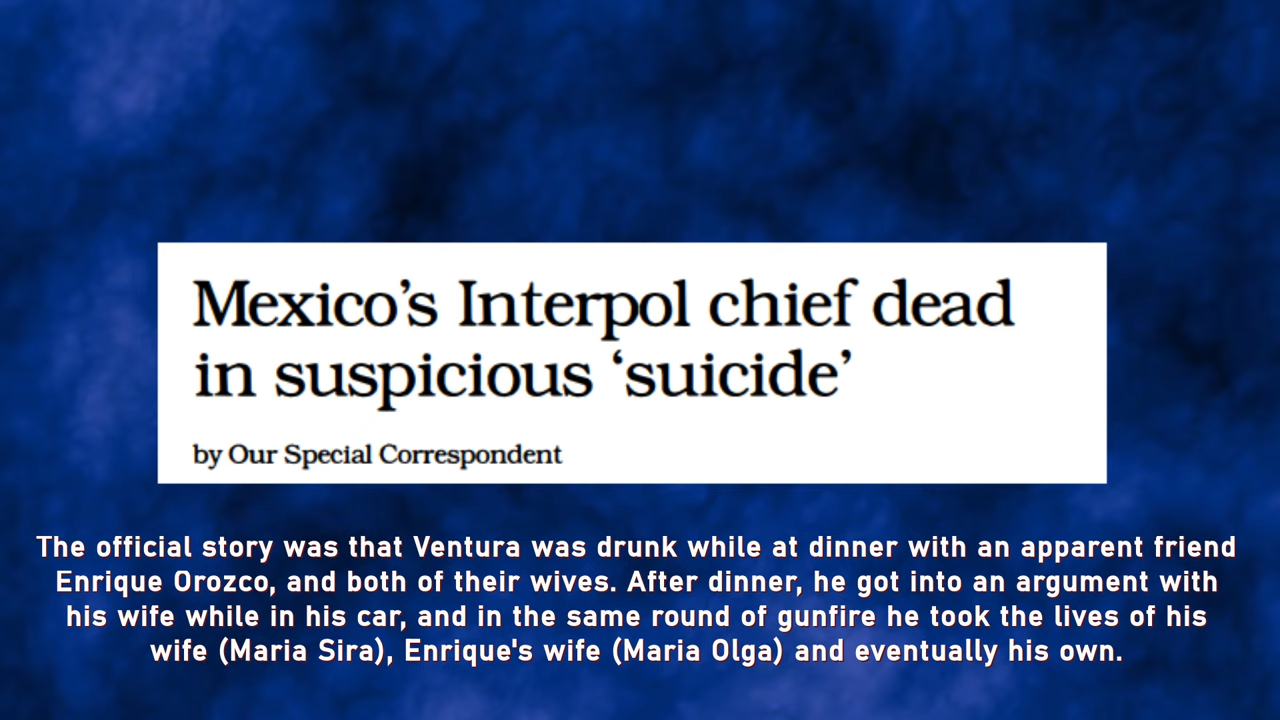 Mexico’s Interpol chief dead
in suspicious ‘suicide’
by Our Special Correspondent
The official story was that Ventura was drunk while at dinner with an apparent friend
Enrique Orozco, and both of their wives. After dinner, he got into an argument with
his wife while in his car, and in the same round of gunfire he took the lives of his
wife (Maria Sira), Enrique's wife (Maria Olga) and eventually his own.